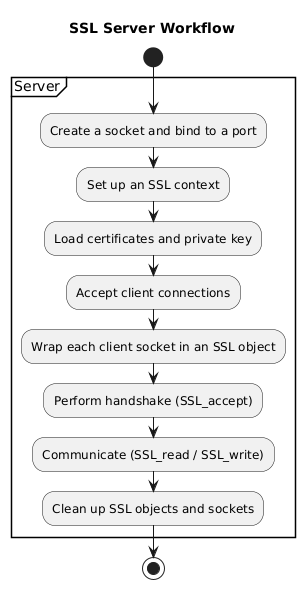 SSL Server Workflow
Server
Create a socket and bind to a port
Set up an SSL context
Load certificates and private key
Accept client connections
Wrap each client socket in an SSL object
Perform handshake (SSL_accept)
Communicate (SSL_read / SSL_write)
Clean up SSL objects and sockets